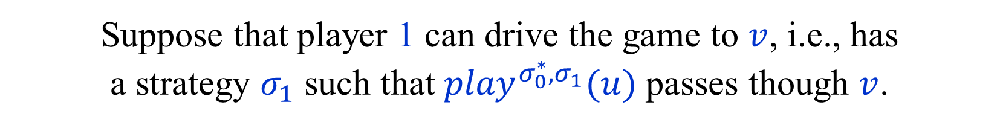 Suppose that player 1 can drive the game to 𝑣, i.e., has
a strategy 𝜎₁ such that 𝑝𝑙𝑎𝑦^{𝜎₀^*,𝜎₁}(𝑢) passes though 𝑣.